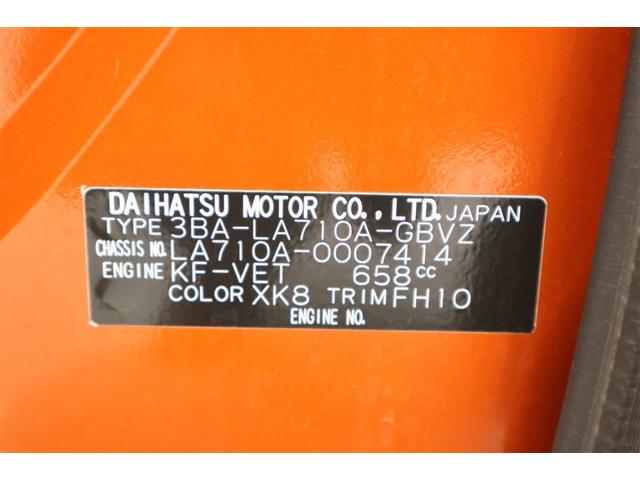 DAIHATSU MOTOR CO., LTD. JAPAN
TYPE 3BA-LA710A-GBVZ
CHASSIS NO. LA710A-0007414
ENGINE KF-VET 658cc
COLOR XK8 TRIM FH10
ENGINE NO.